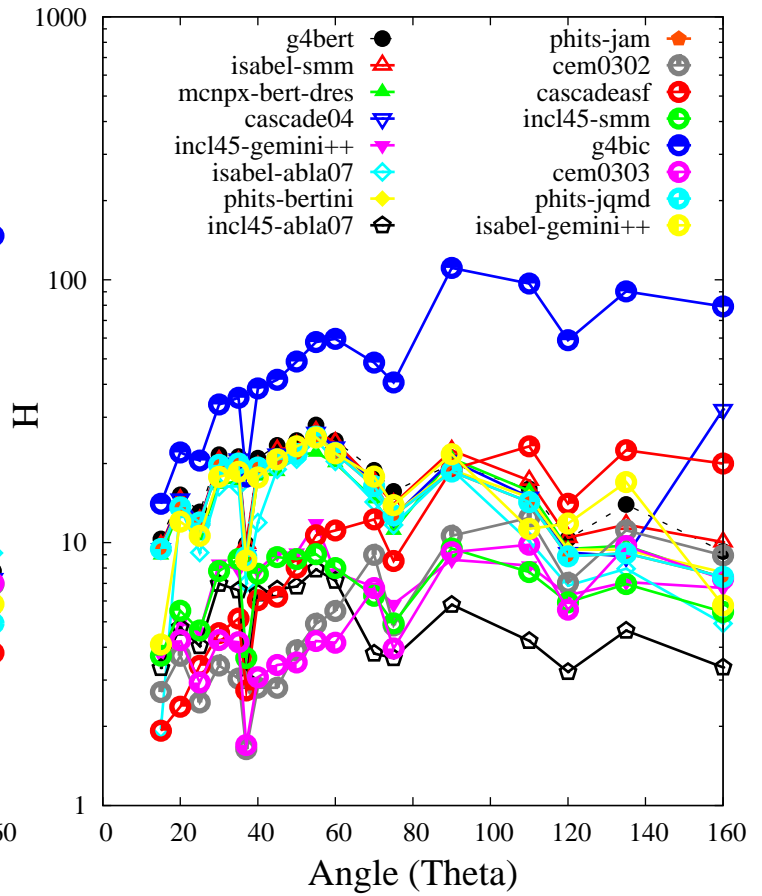 1000
g4bert phits-jam
isabel-smm cem0302
mcnpx-bert-dres cascadeasf
cascade04 incl45-smm
incl45-gemini++ g4bic
isabel-abla07 cem0303
phits-bertini phits-jqmd
incl45-abla07 isabel-gemini++
100
H
10
1
60 0 20 40 60 80 100 120 140 160
Angle (Theta)